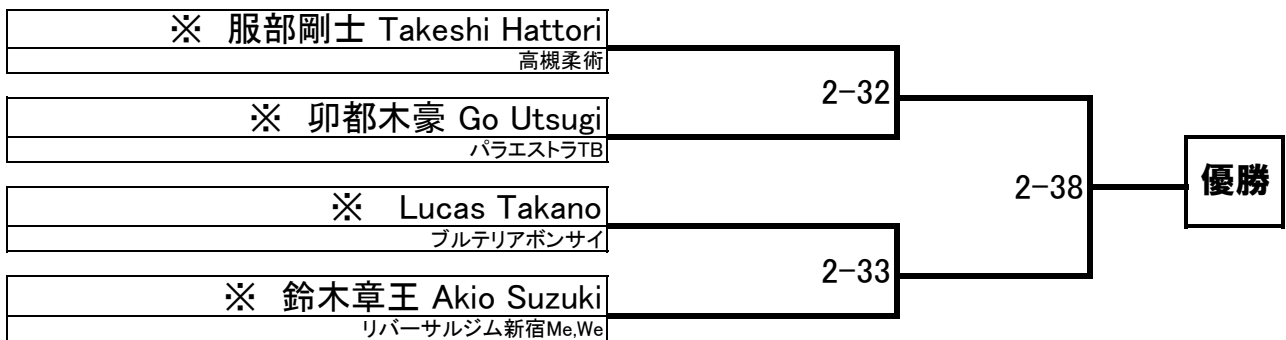 ※ 服部剛士 Takeshi Hattori
高槻柔術
2-32
※ 卯都木豪 Go Utsugi
パラエストラTB
2-38
優勝
※ Lucas Takano
ブルテリアボンサイ
2-33
※ 鈴木章王 Akio Suzuki
リバーサルジム新宿Me,We